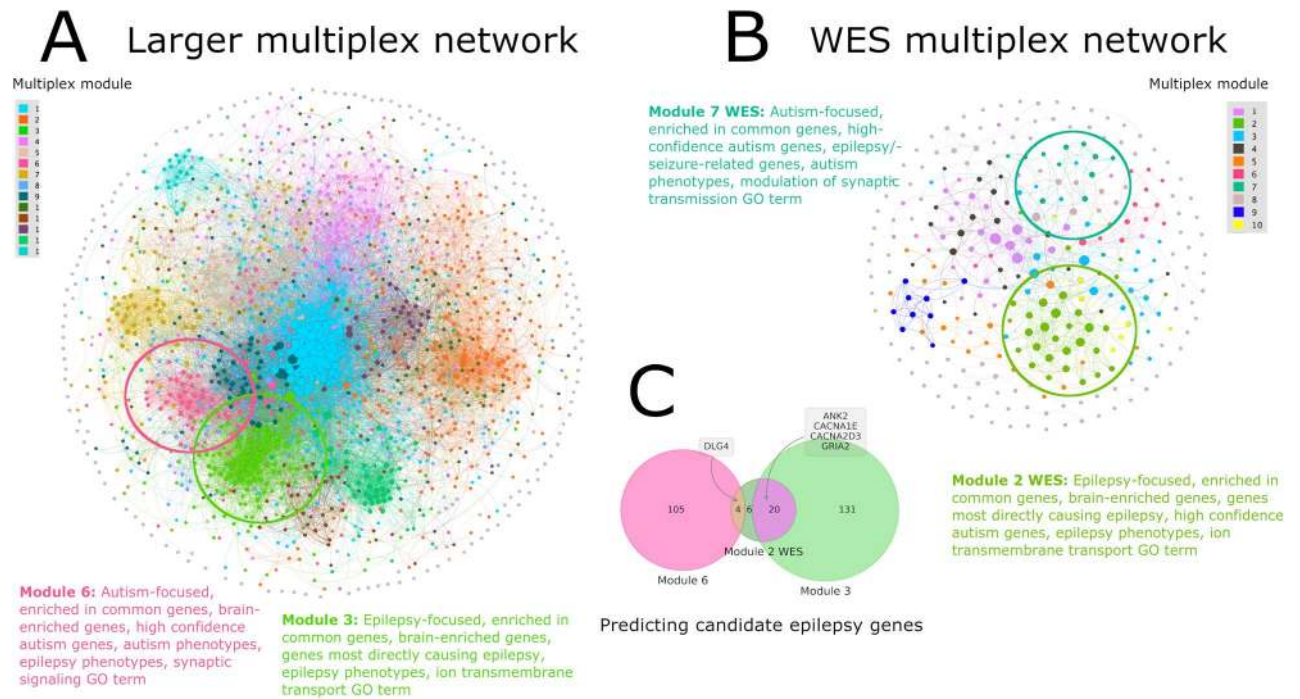 A Larger multiplex network
Multiplex module
1
2
3
4
5
6
7
8
9
1
1
1
1
1
Module 6: Autism-focused,
enriched in common genes, brain-
enriched genes, high confidence
autism genes, autism phenotypes,
epilepsy phenotypes, synaptic
signaling GO term
Module 3: Epilepsy-focused, enriched in
common genes, brain-enriched genes,
genes most directly causing epilepsy,
epilepsy phenotypes, ion transmembrane
transport GO term
B WES multiplex network
Module 7 WES: Autism-focused,
enriched in common genes, high-
confidence autism genes, epilepsy/-
seizure-related genes, autism
phenotypes, modulation of synaptic
transmission GO term
Multiplex module
1
2
3
4
5
6
7
8
9
10
C
DLG4
ANK2
CACNA1E
CACNA2D3
GRIA2
105
4 6 20
131
Module 2 WES
Module 6
Module 3
Predicting candidate epilepsy genes
Module 2 WES: Epilepsy-focused, enriched in
common genes, brain-enriched genes, genes
most directly causing epilepsy, high confidence
autism genes, epilepsy phenotypes, ion
transmembrane transport GO term